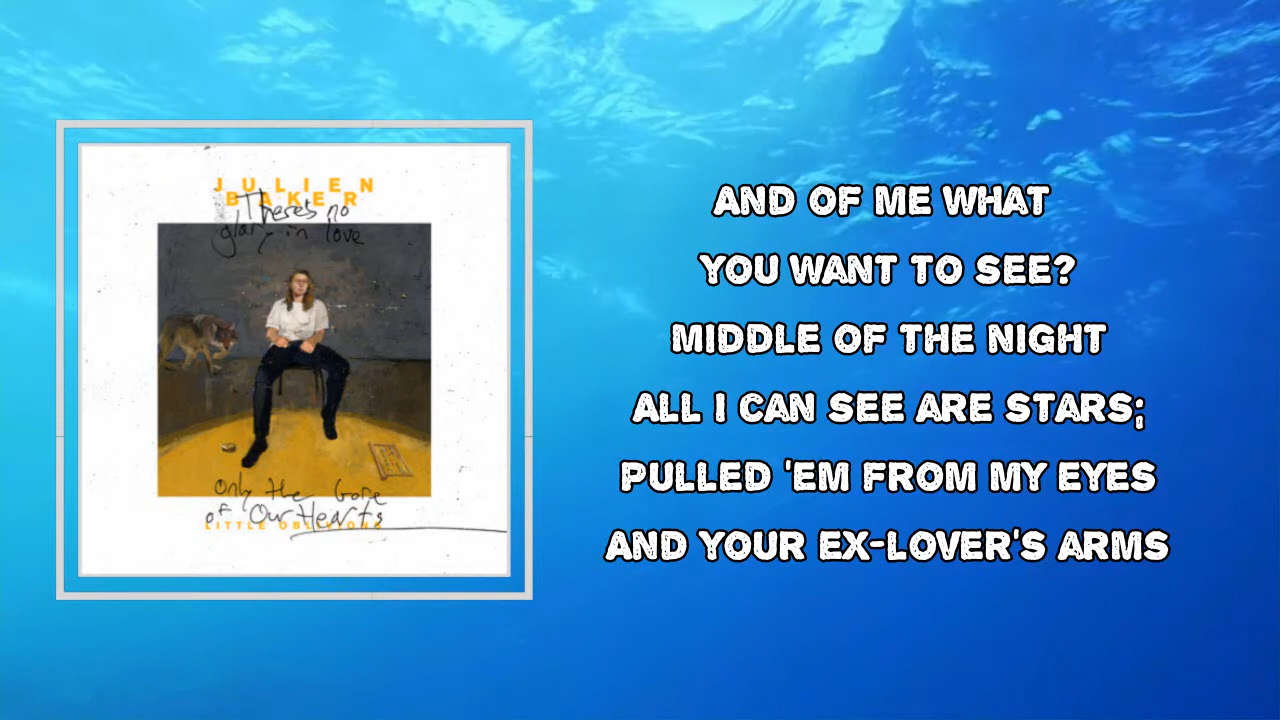 JULIEN
BAKER
There's no
glory in love
Only the Gore
of Our Hearts
LITTLE OBLIVIONS
AND OF ME WHAT
YOU WANT TO SEE?
MIDDLE OF THE NIGHT
ALL I CAN SEE ARE STARS;
PULLED 'EM FROM MY EYES
AND YOUR EX-LOVER'S ARMS